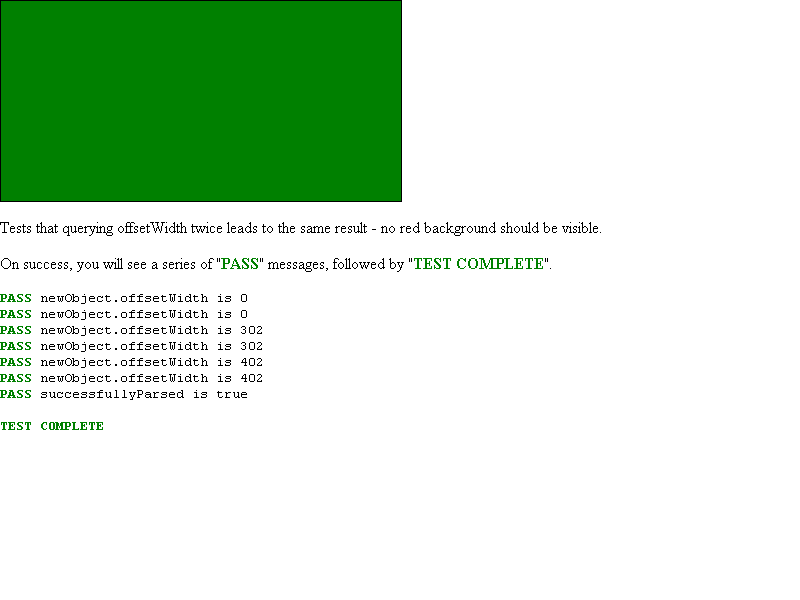 Tests that querying offsetWidth twice leads to the same result - no red background should be visible.
On success, you will see a series of "PASS" messages, followed by "TEST COMPLETE".
PASS newObject.offsetWidth is 0
PASS newObject.offsetWidth is 0
PASS newObject.offsetWidth is 302
PASS newObject.offsetWidth is 302
PASS newObject.offsetWidth is 402
PASS newObject.offsetWidth is 402
PASS successfullyParsed is true
TEST COMPLETE